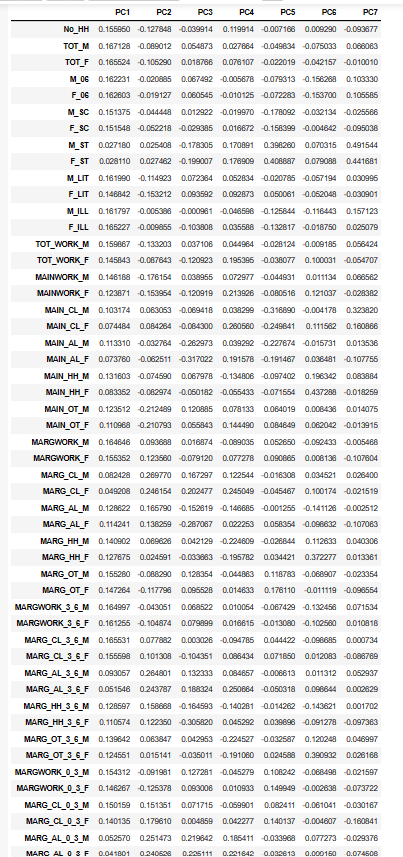 PC1 PC2 PC3 PC4 PC5 PC6 PC7
No_HH 0.155950 -0.127848 -0.039914 0.119914 -0.007166 0.009290 -0.093677
TOT_M 0.167128 -0.089012 0.054873 0.027664 -0.049834 -0.075033 0.066063
TOT_F 0.165524 -0.105290 0.018766 0.076107 -0.022019 -0.042157 -0.010010
M_06 0.162231 -0.020885 0.067492 -0.005678 -0.079313 -0.156268 0.103330
F_06 0.162603 -0.019127 0.060545 -0.010125 -0.072283 -0.153700 0.105585
M_SC 0.151375 -0.044448 0.012922 -0.019970 -0.178092 -0.032134 -0.025566
F_SC 0.151548 -0.052218 -0.029385 0.016672 -0.158399 -0.004642 -0.095038
M_ST 0.027180 0.025408 -0.178305 0.170891 0.398260 0.070315 0.491544
F_ST 0.028110 0.027462 -0.199007 0.176909 0.408887 0.079088 0.441681
M_LIT 0.161990 -0.114923 0.072364 0.052834 -0.020785 -0.057194 0.030995
F_LIT 0.146842 -0.153212 0.093592 0.092873 0.050061 -0.052048 -0.030901
M_ILL 0.161797 -0.005386 -0.000961 -0.046598 -0.125844 -0.116443 0.157123
F_ILL 0.165227 -0.009855 -0.103808 0.035588 -0.132817 -0.018750 0.025079
TOT_WORK_M 0.159867 -0.133203 0.037106 0.044964 -0.028124 -0.009185 0.056424
TOT_WORK_F 0.145843 -0.087643 -0.120923 0.195395 -0.038077 0.100031 -0.054707
MAINWORK_M 0.146188 -0.176154 0.038955 0.072977 -0.044931 0.011134 0.066562
MAINWORK_F 0.123871 -0.153954 -0.120919 0.213926 -0.080516 0.121037 -0.028382
MAIN_CL_M 0.103174 0.063053 -0.069418 0.038299 -0.316890 -0.004178 0.323820
MAIN_CL_F 0.074484 0.084264 -0.084300 0.260560 -0.249841 0.111562 0.160866
MAIN_AL_M 0.113310 -0.032764 -0.262973 0.039292 -0.227674 -0.015731 0.013536
MAIN_AL_F 0.073760 -0.062511 -0.317022 0.191578 -0.191467 0.036481 -0.107755
MAIN_HH_M 0.131603 -0.074590 0.067978 -0.134806 -0.097402 0.196342 0.083884
MAIN_HH_F 0.083352 -0.082974 -0.050182 -0.055433 -0.071554 0.437288 -0.018259
MAIN_OT_M 0.123512 -0.212489 0.120885 0.078133 0.064019 0.008436 0.014075
MAIN_OT_F 0.110968 -0.210793 0.055843 0.144490 0.084649 0.062042 -0.013915
MARGWORK_M 0.164646 0.093688 0.016874 -0.089035 0.052650 -0.092433 -0.005468
MARGWORK_F 0.155352 0.123560 -0.079120 0.077278 0.090865 0.008136 -0.107604
MARG_CL_M 0.082428 0.269770 0.167297 0.122544 -0.016308 0.034521 0.026400
MARG_CL_F 0.049208 0.246154 0.202477 0.245049 -0.045467 0.100174 -0.021519
MARG_AL_M 0.128622 0.165790 -0.152619 -0.146685 -0.001255 -0.141126 -0.002512
MARG_AL_F 0.114241 0.138259 -0.287067 0.022253 0.058354 -0.098632 -0.107063
MARG_HH_M 0.140902 0.069626 0.042129 -0.224609 -0.026844 0.112633 0.040306
MARG_HH_F 0.127675 0.024591 -0.033663 -0.195782 0.034421 0.372277 0.013361
MARG_OT_M 0.155280 -0.088290 0.128354 -0.044863 0.118783 -0.068907 -0.023354
MARG_OT_F 0.147264 -0.117796 0.095528 0.014633 0.176110 -0.011119 -0.096554
MARGWORK_3_6_M 0.164997 -0.043051 0.068522 0.010054 -0.067429 -0.132456 0.071534
MARGWORK_3_6_F 0.161255 -0.104874 0.079899 0.016615 -0.013080 -0.102560 0.010818
MARG_CL_3_6_M 0.165531 0.077882 0.003026 -0.094785 0.044422 -0.098685 0.000734
MARG_CL_3_6_F 0.155598 0.101308 -0.104351 0.086434 0.071850 0.012083 -0.086769
MARG_AL_3_6_M 0.093057 0.264801 0.132333 0.084657 -0.006613 0.011312 0.052937
MARG_AL_3_6_F 0.051546 0.243787 0.188324 0.250864 -0.050318 0.098644 0.002629
MARG_HH_3_6_M 0.128597 0.158668 -0.164593 -0.140281 -0.014262 -0.143621 0.001702
MARG_HH_3_6_F 0.110574 0.122350 -0.305820 0.045292 0.039896 -0.091278 -0.097363
MARG_OT_3_6_M 0.139642 0.063847 0.042953 -0.224527 -0.032587 0.120248 0.046997
MARG_OT_3_6_F 0.124551 0.015141 -0.035011 -0.191060 0.024588 0.390932 0.026168
MARGWORK_0_3_M 0.154312 -0.091981 0.127281 -0.045279 0.108242 -0.068498 -0.021597
MARGWORK_0_3_F 0.146267 -0.125378 0.093006 0.010933 0.149949 -0.002638 -0.073722
MARG_CL_0_3_M 0.150159 0.151351 0.071715 -0.059901 0.082411 -0.061041 -0.030167
MARG_CL_0_3_F 0.140135 0.179610 0.004859 0.042277 0.140137 -0.004607 -0.160841
MARG_AL_0_3_M 0.052570 0.251473 0.219642 0.185411 -0.033968 0.077273 -0.029376
MARG_AL_0_3_F 0.041801 0.240526 0.225111 0.221642 -0.032613